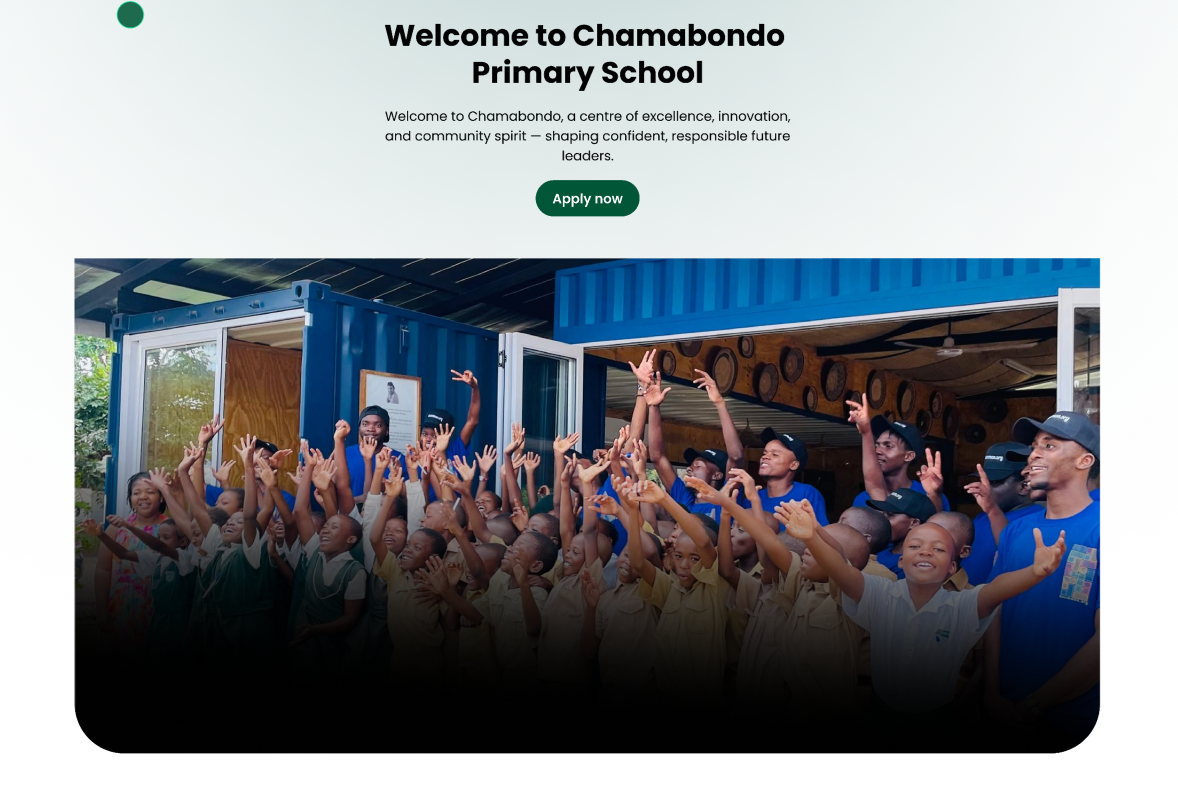 Welcome to Chamabondo
Primary School
Welcome to Chamabondo, a centre of excellence, innovation,
and community spirit — shaping confident, responsible future
leaders.
Apply now